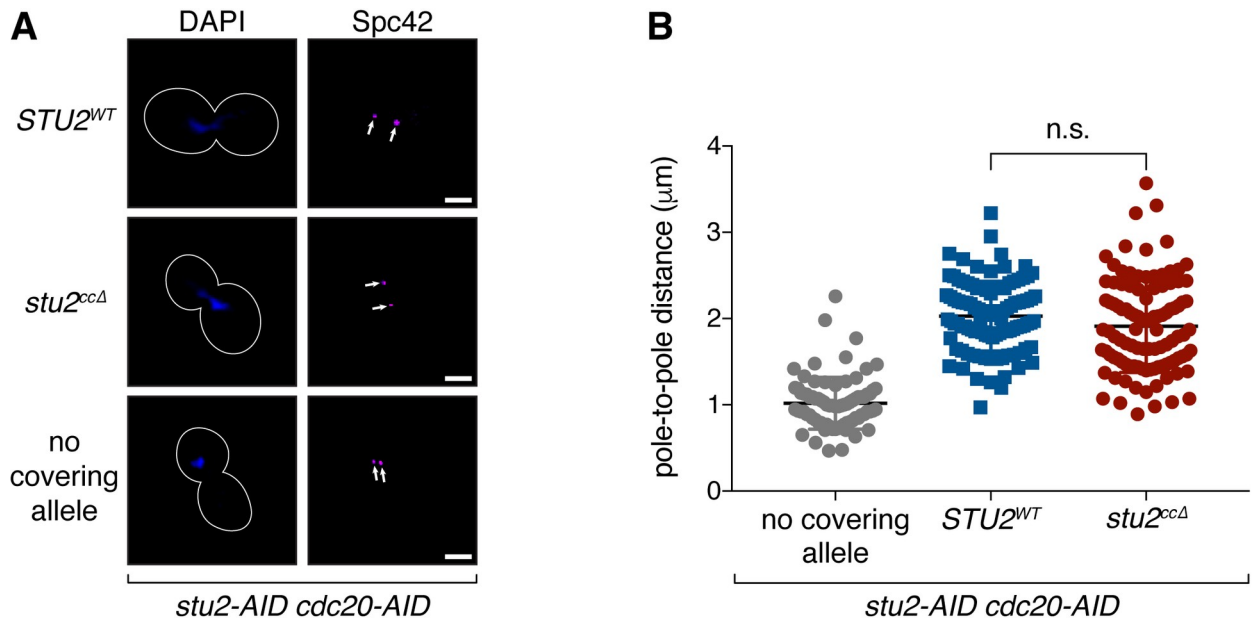 A
DAPI
Spc42
STU2WT
stu2ccΔ
no
covering
allele
stu2-AID cdc20-AID
B
n.s.
pole-to-pole distance (μm)
4
3
2
1
0
no covering
allele
STU2WT
stu2ccΔ
stu2-AID cdc20-AID